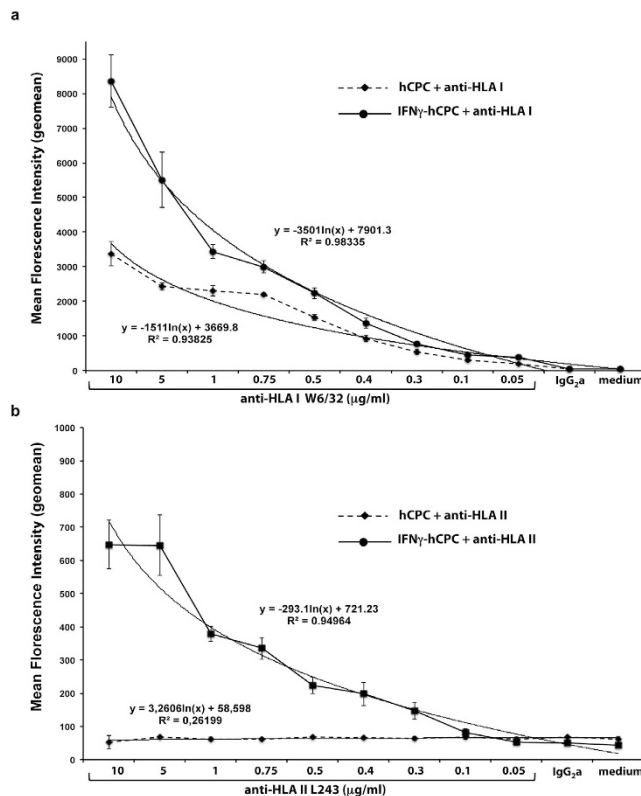 a
Mean Florescence Intensity (geomean)
9000
8000
7000
6000
5000
4000
3000
2000
1000
0
hCPC + anti-HLA I
IFNγ-hCPC + anti-HLA I
y = -3501ln(x) + 7901.3
R² = 0.98335
y = -1511ln(x) + 3669.8
R² = 0.93825
10 5 1 0.75 0.5 0.4 0.3 0.1 0.05 IgG₂a medium
anti-HLA I W6/32 (μg/ml)
b
Mean Florescence Intensity (geomean)
1000
900
800
700
600
500
400
300
200
100
0
hCPC + anti-HLA II
IFNγ-hCPC + anti-HLA II
y = -293.1ln(x) + 721.23
R² = 0.94964
y = 3,2606ln(x) + 58,598
R² = 0,26199
10 5 1 0.75 0.5 0.4 0.3 0.1 0.05 IgG₂a medium
anti-HLA II L243 (μg/ml)